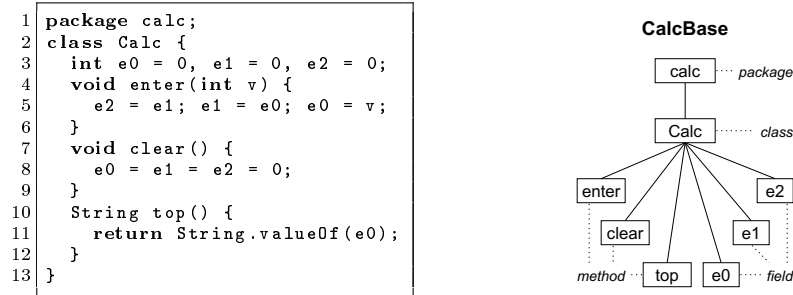 1 package calc;
2 class Calc {
3 int e0 = 0, e1 = 0, e2 = 0;
4 void enter(int v) {
5 e2 = e1; e1 = e0; e0 = v;
6 }
7 void clear() {
8 e0 = e1 = e2 = 0;
9 }
10 String top() {
11 return String.valueOf(e0);
12 }
13 }
CalcBase
calc package
Calc class
enter e2
clear e1
method top e0 field